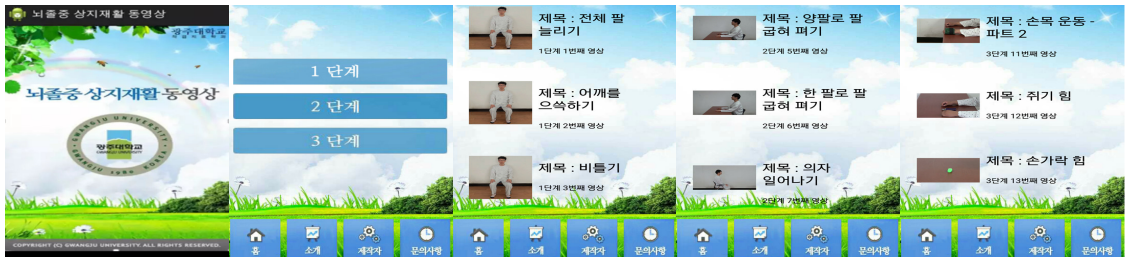 뇌졸중 상지재활 동영상
광주대학교
뇌졸중 상지재활 동영상
GWANGJU UNIVERSITY
광주대학교
GWANGJU UNIVERSITY
COPYRIGHT (C) GWANGJU UNIVERSITY. ALL RIGHTS RESERVED.
1 단계
2 단계
3 단계
홈
소개
제작자
문의사항
제목 : 전체 팔
늘리기
1단계 1번째 영상
제목 : 어깨를
으쓱하기
1단계 2번째 영상
제목 : 비틀기
1단계 3번째 영상
홈
소개
제작자
문의사항
제목 : 양팔로 팔
굽혀 펴기
2단계 5번째 영상
제목 : 한 팔로 팔
굽혀 펴기
2단계 6번째 영상
제목 : 의자
일어나기
2단계 7번째 영상
홈
소개
제작자
문의사항
제목 : 손목 운동 -
파트 2
3단계 11번째 영상
제목 : 쥐기 힘
3단계 12번째 영상
제목 : 손가락 힘
3단계 13번째 영상
홈
소개
제작자
문의사항